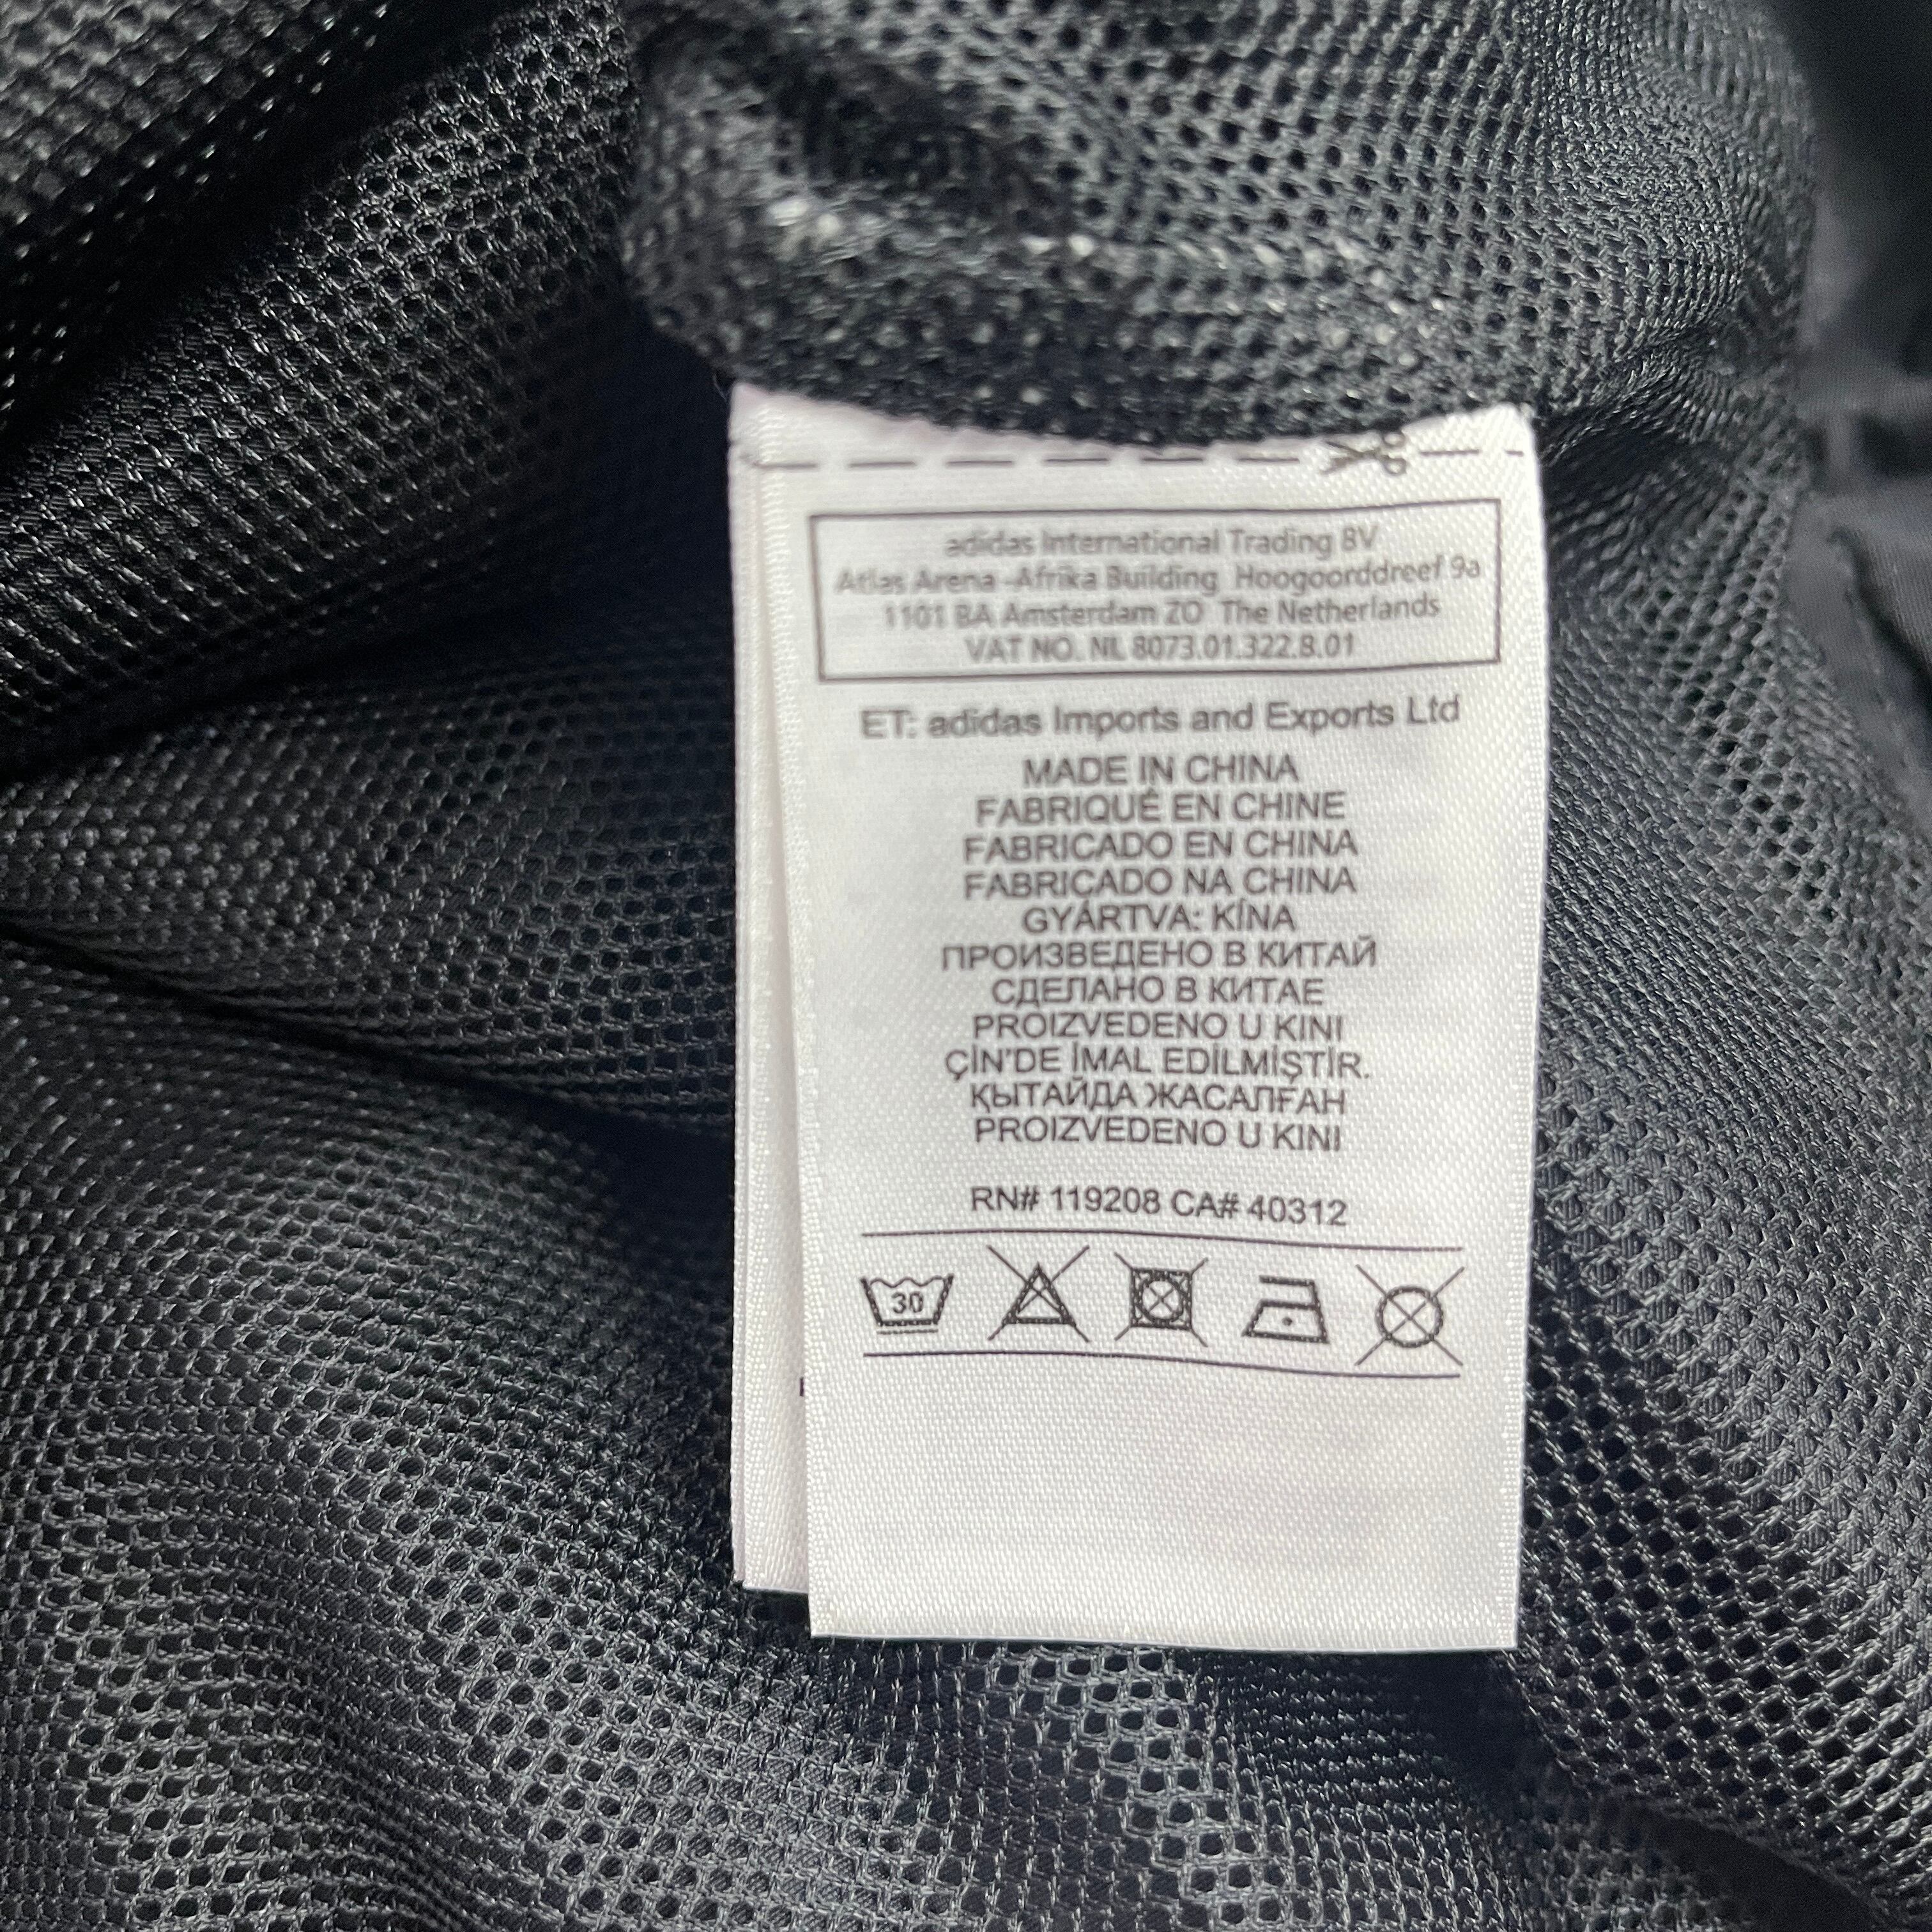 adidas International Trading BV
Atlas Arena -Afrika Building Hoogoorddreef 9a
1101 BA Amsterdam ZO The Netherlands
VAT NO. NL 8073.01.322.B.01
ET: adidas Imports and Exports Ltd
MADE IN CHINA
FABRIQUÉ EN CHINE
FABRICADO EN CHINA
FABRICADO NA CHINA
GYÁRTVA: KÍNA
ПРОИЗВЕДЕНО В КИТАЙ
СДЕЛАНО В КИТАЕ
PROIZVEDENO U KINI
ÇİN'DE İMAL EDİLMİŞTİR.
ҚЫТАЙДА ЖАСАЛҒАН
PROIZVEDENO U KINI
RN# 119208 CA# 40312
30